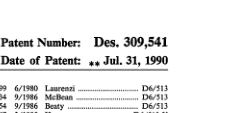 Patent Number: Des. 309,541
Date of Patent: ** Jul. 31, 1990
6/1980 Laurenzi ............................. D6/513
9/1986 McBean ............................. D6/513
9/1986 Beaty ................................. D6/513